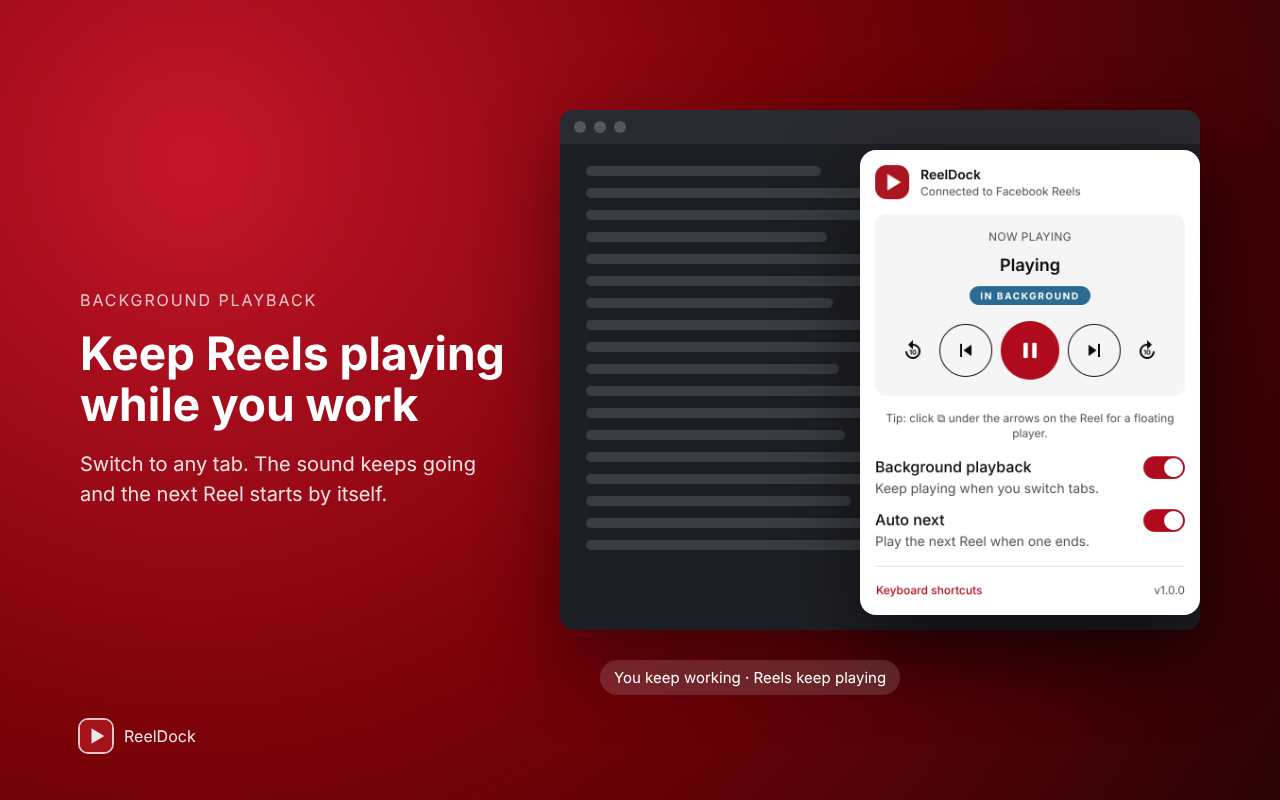 BACKGROUND PLAYBACK
Keep Reels playing
while you work
Switch to any tab. The sound keeps going
and the next Reel starts by itself.
ReelDock
Connected to Facebook Reels
NOW PLAYING
Playing
IN BACKGROUND
10
10
Tip: click ⧉ under the arrows on the Reel for a floating
player.
Background playback
Keep playing when you switch tabs.
Auto next
Play the next Reel when one ends.
Keyboard shortcuts
v1.0.0
You keep working · Reels keep playing
ReelDock